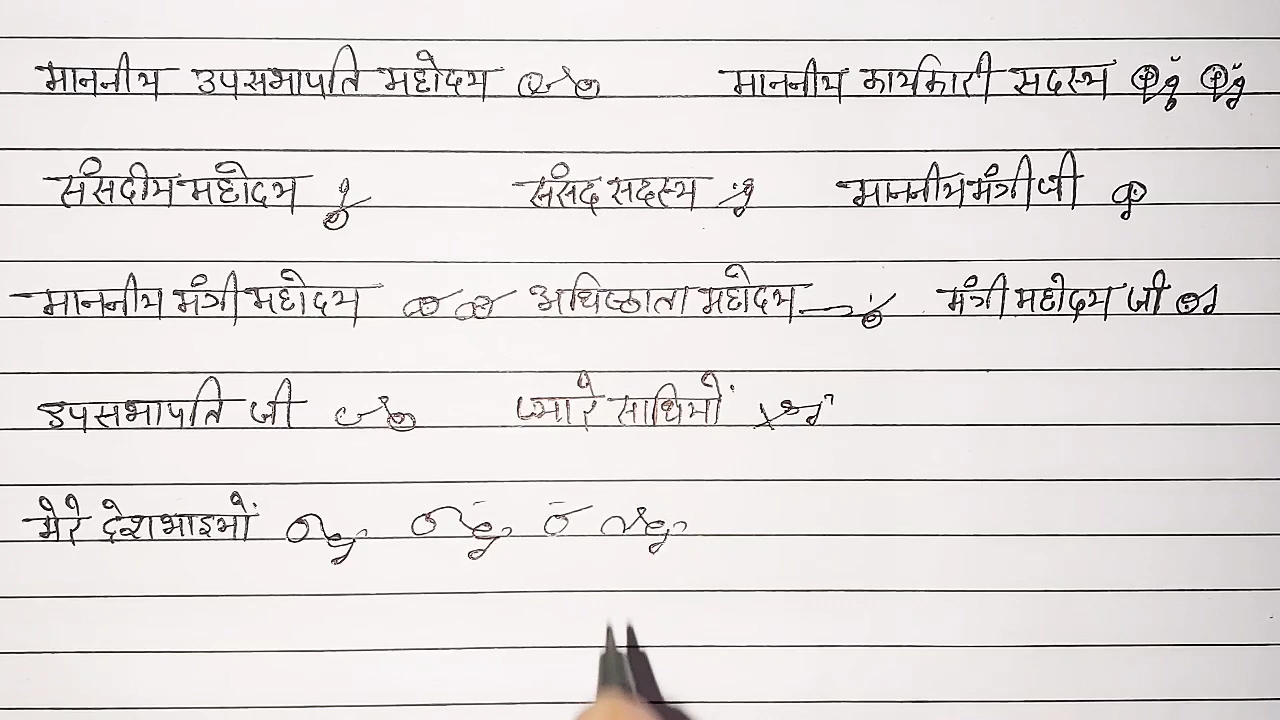 माननीय उपसभापति महोदय माननीय कार्यकारी सदस्य
संसदीय महोदय संसद सदस्य माननीय मंत्री जी
माननीय मंत्री महोदय अधिष्ठाता महोदय मंत्री महोदय जी
उपसभापति जी प्यारे साथियों
मेरे देशभाइयों